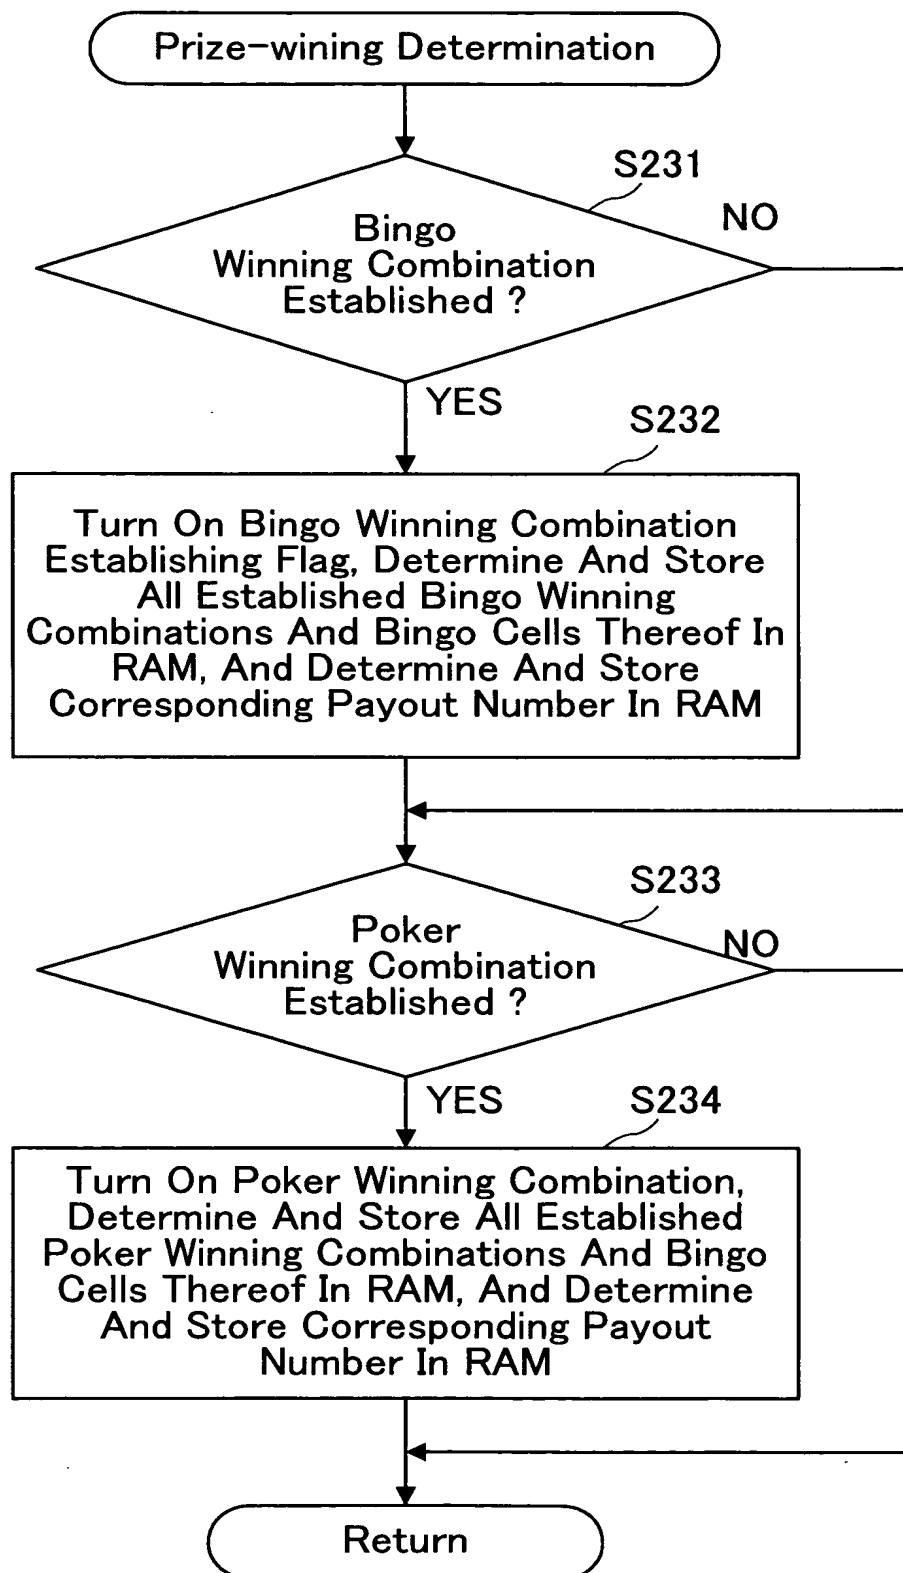 Prize-wining Determination
S231
NO
Bingo
Winning Combination
Established ?
YES
S232
Turn On Bingo Winning Combination
Establishing Flag, Determine And Store
All Established Bingo Winning
Combinations And Bingo Cells Thereof In
RAM, And Determine And Store
Corresponding Payout Number In RAM
S233
NO
Poker
Winning Combination
Established ?
YES
S234
Turn On Poker Winning Combination,
Determine And Store All Established
Poker Winning Combinations And Bingo
Cells Thereof In RAM, And Determine
And Store Corresponding Payout
Number In RAM
Return